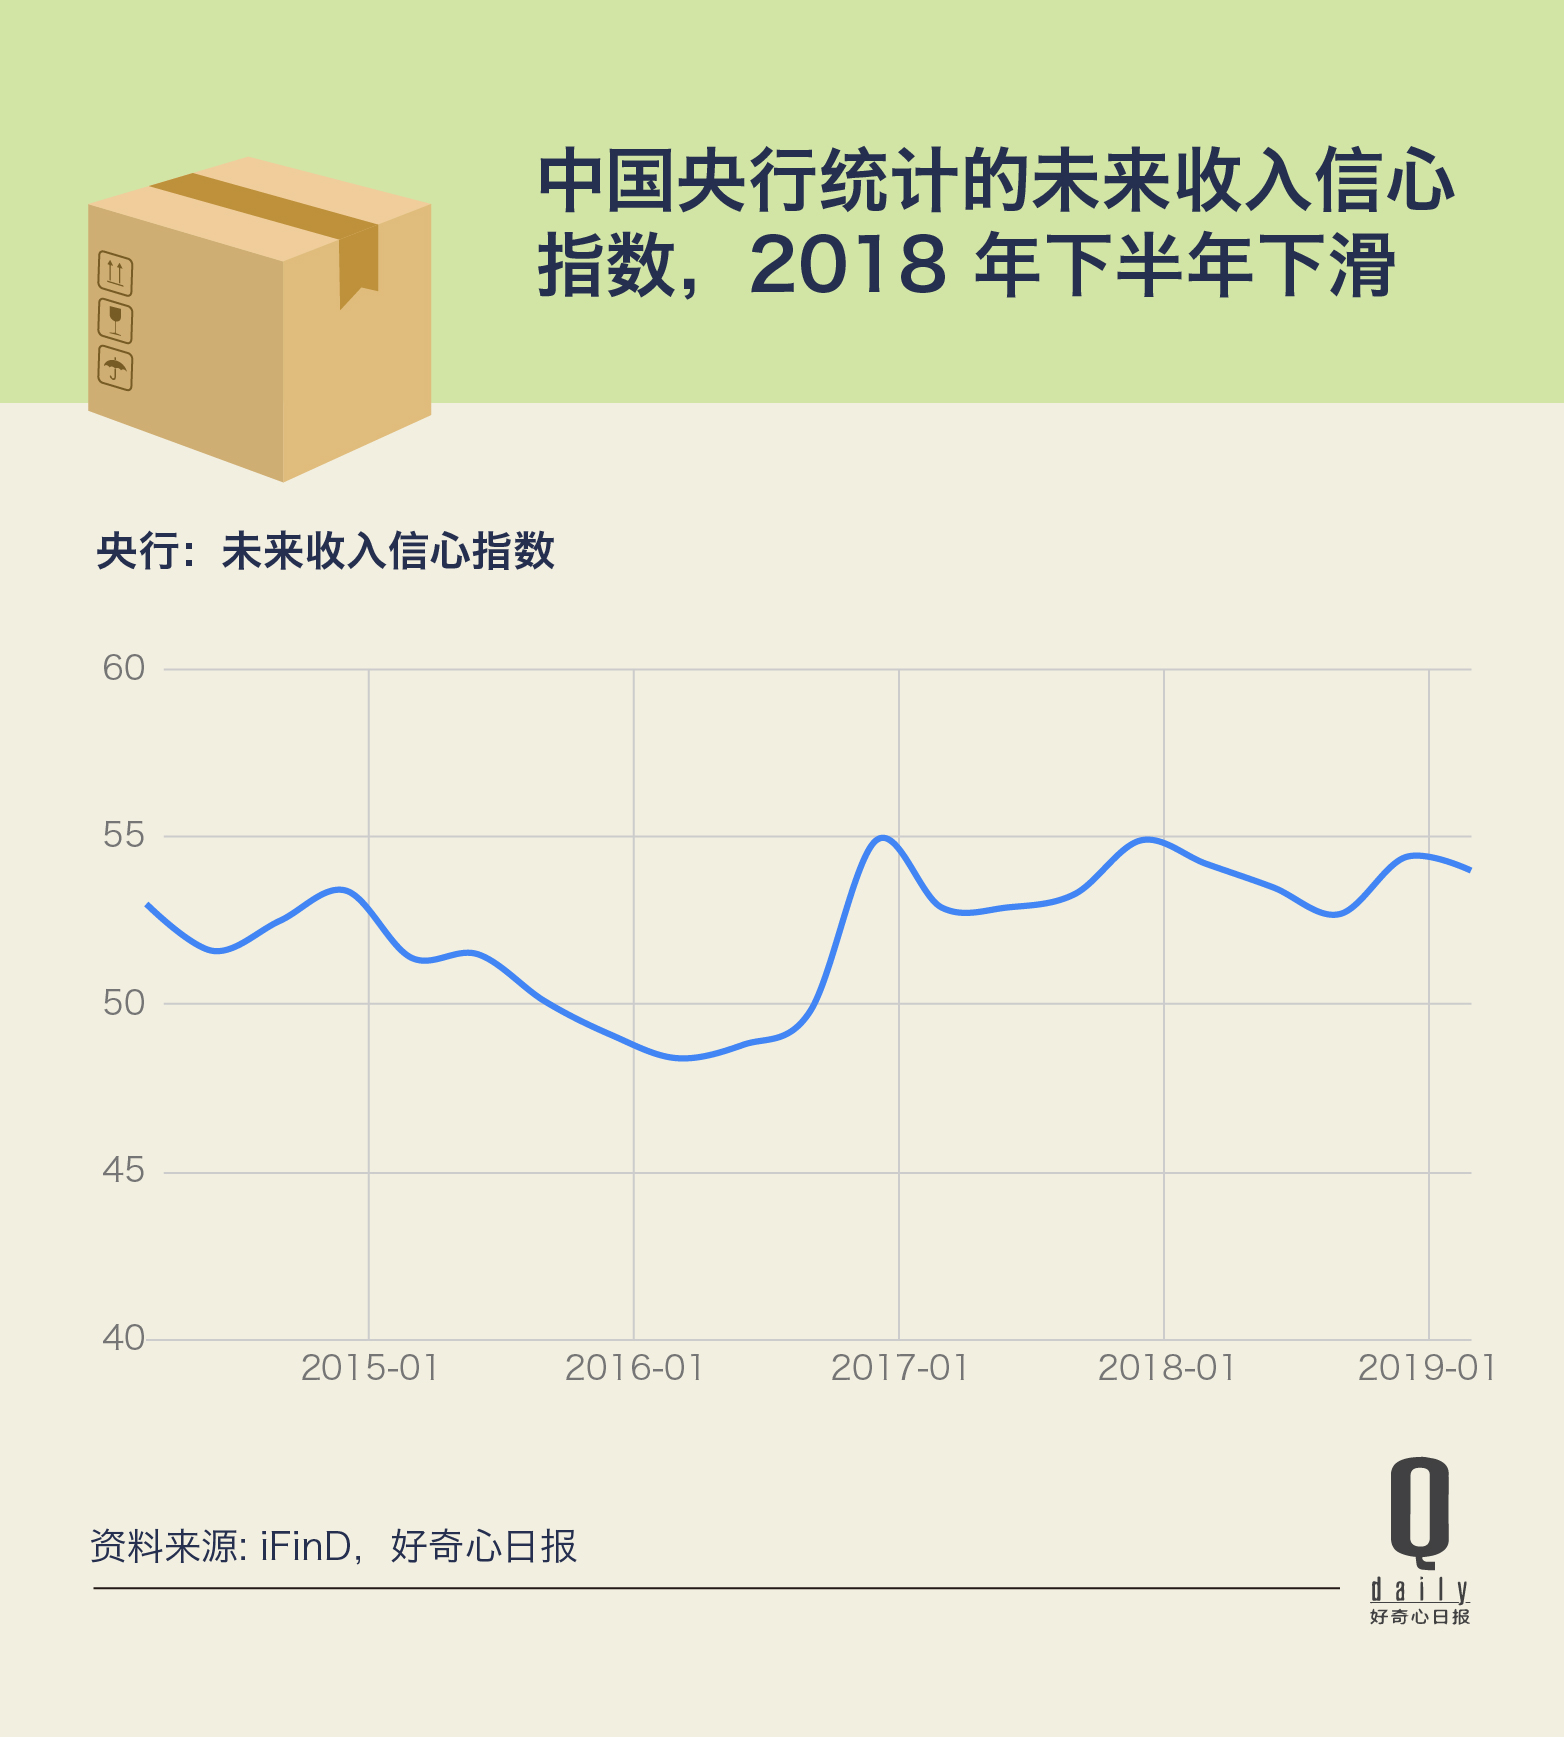 中国央行统计的未来收入信心
指数，2018 年下半年下滑
央行：未来收入信心指数
60
55
50
45
40
2015-01
2016-01
2017-01
2018-01
2019-01
资料来源: iFinD，好奇心日报
Q
daily
好奇心日报